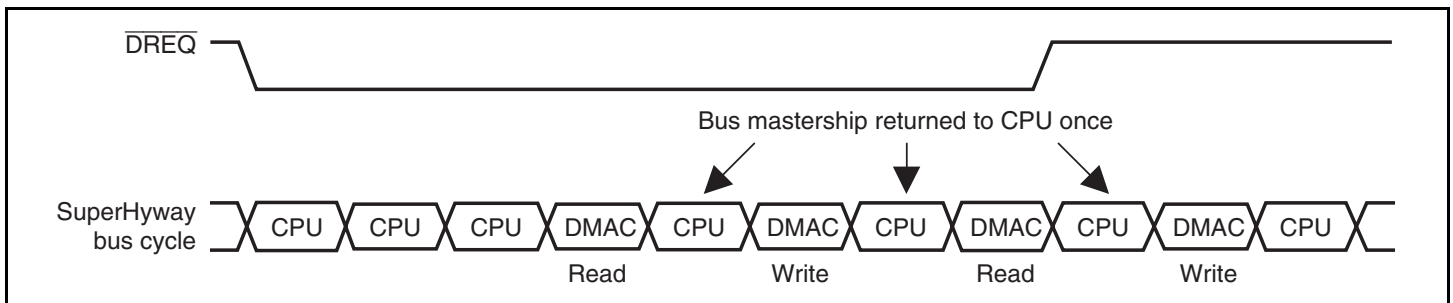 DREQ
Bus mastership returned to CPU once
SuperHyway
bus cycle
CPU CPU CPU DMAC CPU DMAC CPU DMAC CPU DMAC CPU
Read Write Read Write